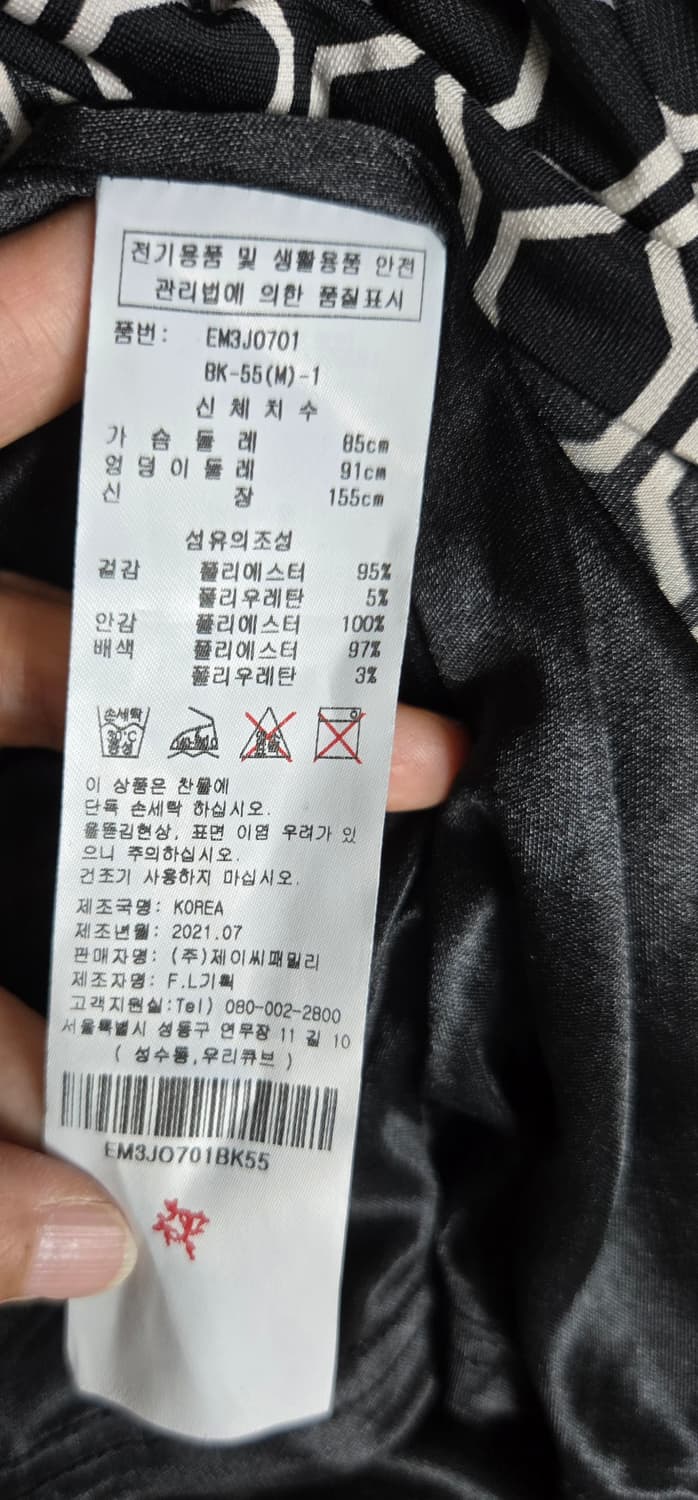 전기용품 및 생활용품 안전
관리법에 의한 품질표시
품번: EM3JO701
BK-55(M)-1
신 체 치 수
가 슴 둘 레 85cm
엉 덩 이 둘 레 91cm
신 장 155cm
섬유의조성
겉감 폴리에스터 95%
폴리우레탄 5%
안감 폴리에스터 100%
배색 폴리에스터 97%
폴리우레탄 3%
손세탁
30°C
중성
이 상품은 찬물에
단독 손세탁 하십시오.
올뜯김현상, 표면 이염 우려가 있
으니 주의하십시오.
건조기 사용하지 마십시오.
제조국명: KOREA
제조년월: 2021.07
판매자명: (주)제이씨패밀리
제조자명: F.L기획
고객지원실:Tel) 080-002-2800
서울특별시 성동구 연무장 11 길 10
( 성수동,우리큐브 )
EM3JO701BK55